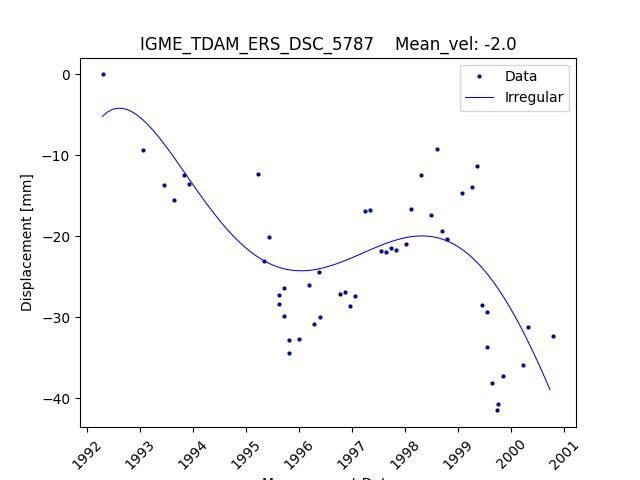 IGME_TDAM_ERS_DSC_5787    Mean_vel: -2.0
Data
Irregular
0
−10
−20
−30
−40
Displacement [mm]
1992 1993 1994 1995 1996 1997 1998 1999 2000 2001